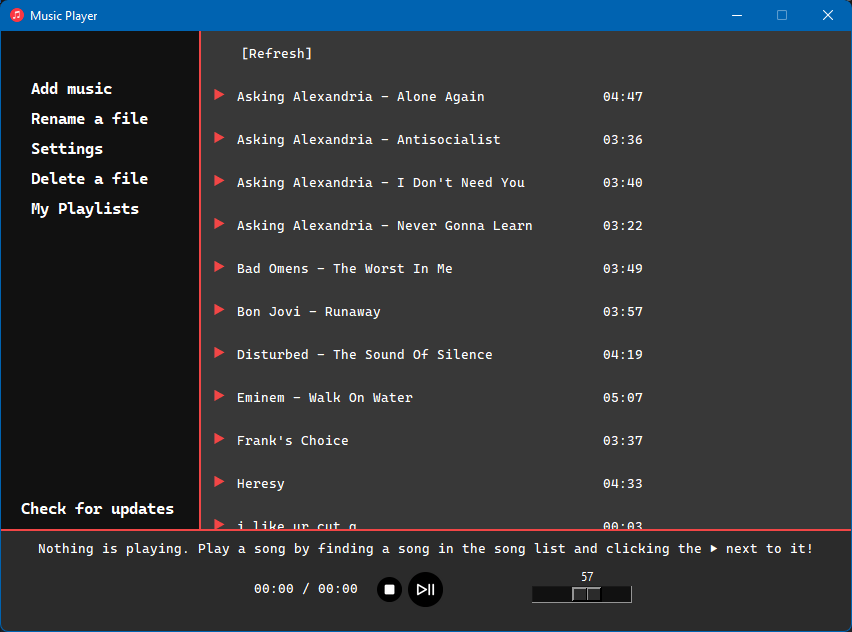 Music Player
[Refresh]
Add music
Rename a file
Settings
Delete a file
My Playlists
Check for updates
Asking Alexandria - Alone Again 04:47
Asking Alexandria - Antisocialist 03:36
Asking Alexandria - I Don't Need You 03:40
Asking Alexandria - Never Gonna Learn 03:22
Bad Omens - The Worst In Me 03:49
Bon Jovi - Runaway 03:57
Disturbed - The Sound Of Silence 04:19
Eminem - Walk On Water 05:07
Frank's Choice 03:37
Heresy 04:33
i like ur cut g 00:03
Nothing is playing. Play a song by finding a song in the song list and clicking the ▶ next to it!
00:00 / 00:00
57